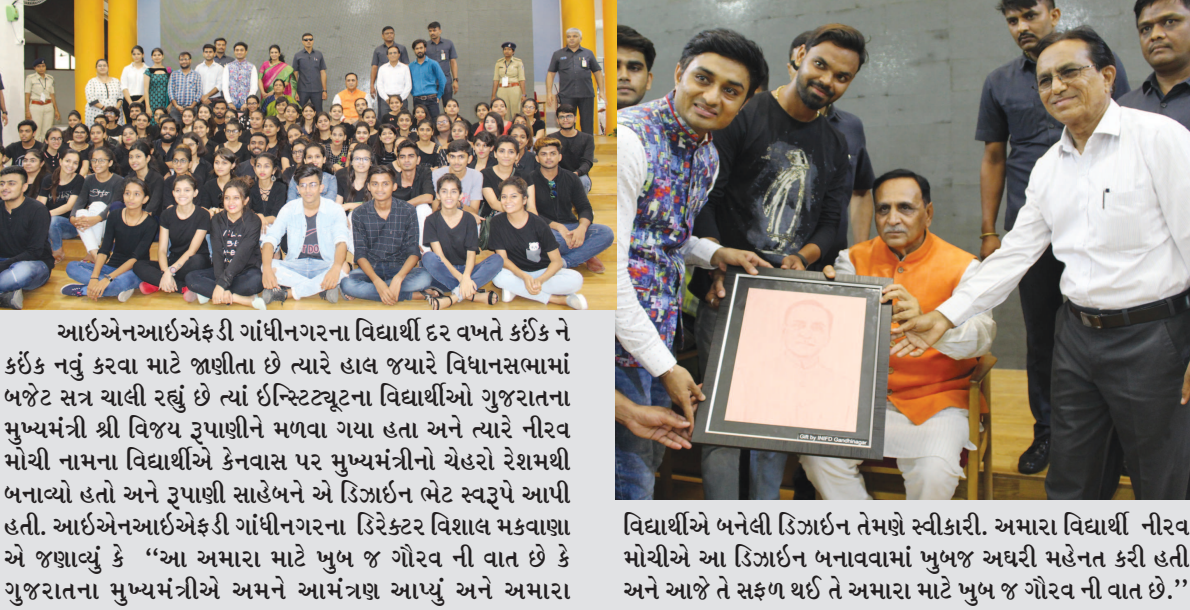 આઇએનઆઇએફડી ગાંધીનગરના વિદ્યાર્થી દર વખતે કઈંક ને
કઇંક નવું કરવા માટે જાણીતા છે ત્યારે હાલ જયારે વિધાનસભામાં
બજેટ સત્ર ચાલી રહ્યું છે ત્યાં ઇન્સ્ટિટ્યૂટના વિદ્યાર્થીઓ ગુજરાતના
મુખ્યમંત્રી શ્રી વિજય રૂપાણીને મળવા ગયા હતા અને ત્યારે નીરવ
મોચી નામના વિદ્યાર્થીએ કેનવાસ પર મુખ્યમંત્રીનો ચેહરો રેશમથી
બનાવ્યો હતો અને રૂપાણી સાહેબને એ ડિઝાઇન ભેટ સ્વરૂપે આપી
હતી. આઇએનઆઇએફડી ગાંધીનગરના ડિરેક્ટર વિશાલ મકવાણા
એ જણાવ્યું કે ‘‘આ અમારા માટે ખુબ જ ગૌરવ ની વાત છે કે
ગુજરાતના મુખ્યમંત્રીએ અમને આમંત્રણ આપ્યું અને અમારા
Gift by INIFD Gandhinagar
વિદ્યાર્થીએ બનેલી ડિઝાઇન તેમણે સ્વીકારી. અમારા વિદ્યાર્થી નીરવ
મોચીએ આ ડિઝાઇન બનાવવામાં ખુબજ અઘરી મહેનત કરી હતી
અને આજે તે સફળ થઈ તે અમારા માટે ખુબ જ ગૌરવ ની વાત છે.’’